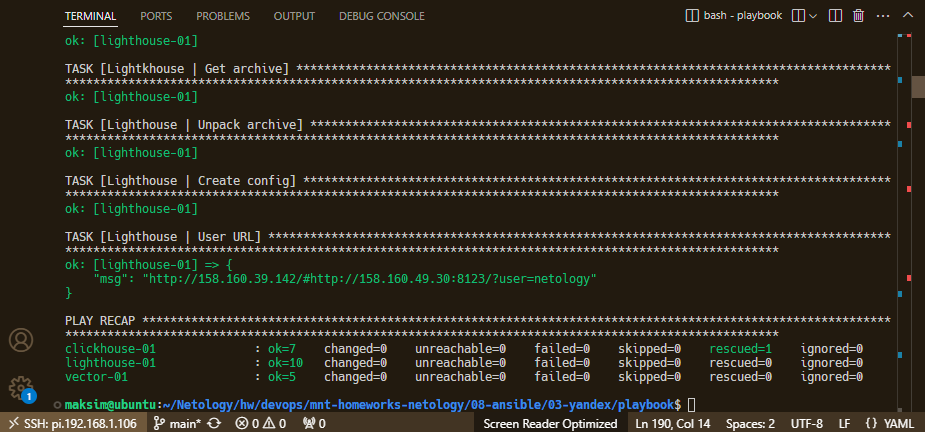 TERMINAL PORTS PROBLEMS OUTPUT DEBUG CONSOLE bash - playbook
ok: [lighthouse-01]
TASK [Lightkhouse | Get archive] *************************************************************************************
*****************************************************************************************************
ok: [lighthouse-01]
TASK [Lighthouse | Unpack archive] ***********************************************************************************
*****************************************************************************************************
ok: [lighthouse-01]
TASK [Lighthouse | Create config] ************************************************************************************
*****************************************************************************************************
ok: [lighthouse-01]
TASK [Lighthouse | User URL] *****************************************************************************************
*****************************************************************************************************
ok: [lighthouse-01] => {
    "msg": "http://158.160.39.142/#http://158.160.49.30:8123/?user=netology"
}
PLAY RECAP ***********************************************************************************************************
*****************************************************************************************************
clickhouse-01 : ok=7 changed=0 unreachable=0 failed=0 skipped=0 rescued=1 ignored=0
lighthouse-01 : ok=10 changed=0 unreachable=0 failed=0 skipped=0 rescued=0 ignored=0
vector-01 : ok=5 changed=0 unreachable=0 failed=0 skipped=0 rescued=0 ignored=0
maksim@ubuntu:~/Netology/hw/devops/mnt-homeworks-netology/08-ansible/03-yandex/playbook$
1
SSH: pi.192.168.1.106 main* 0 0 0 Screen Reader Optimized Ln 190, Col 14 Spaces: 2 UTF-8 LF {} YAML